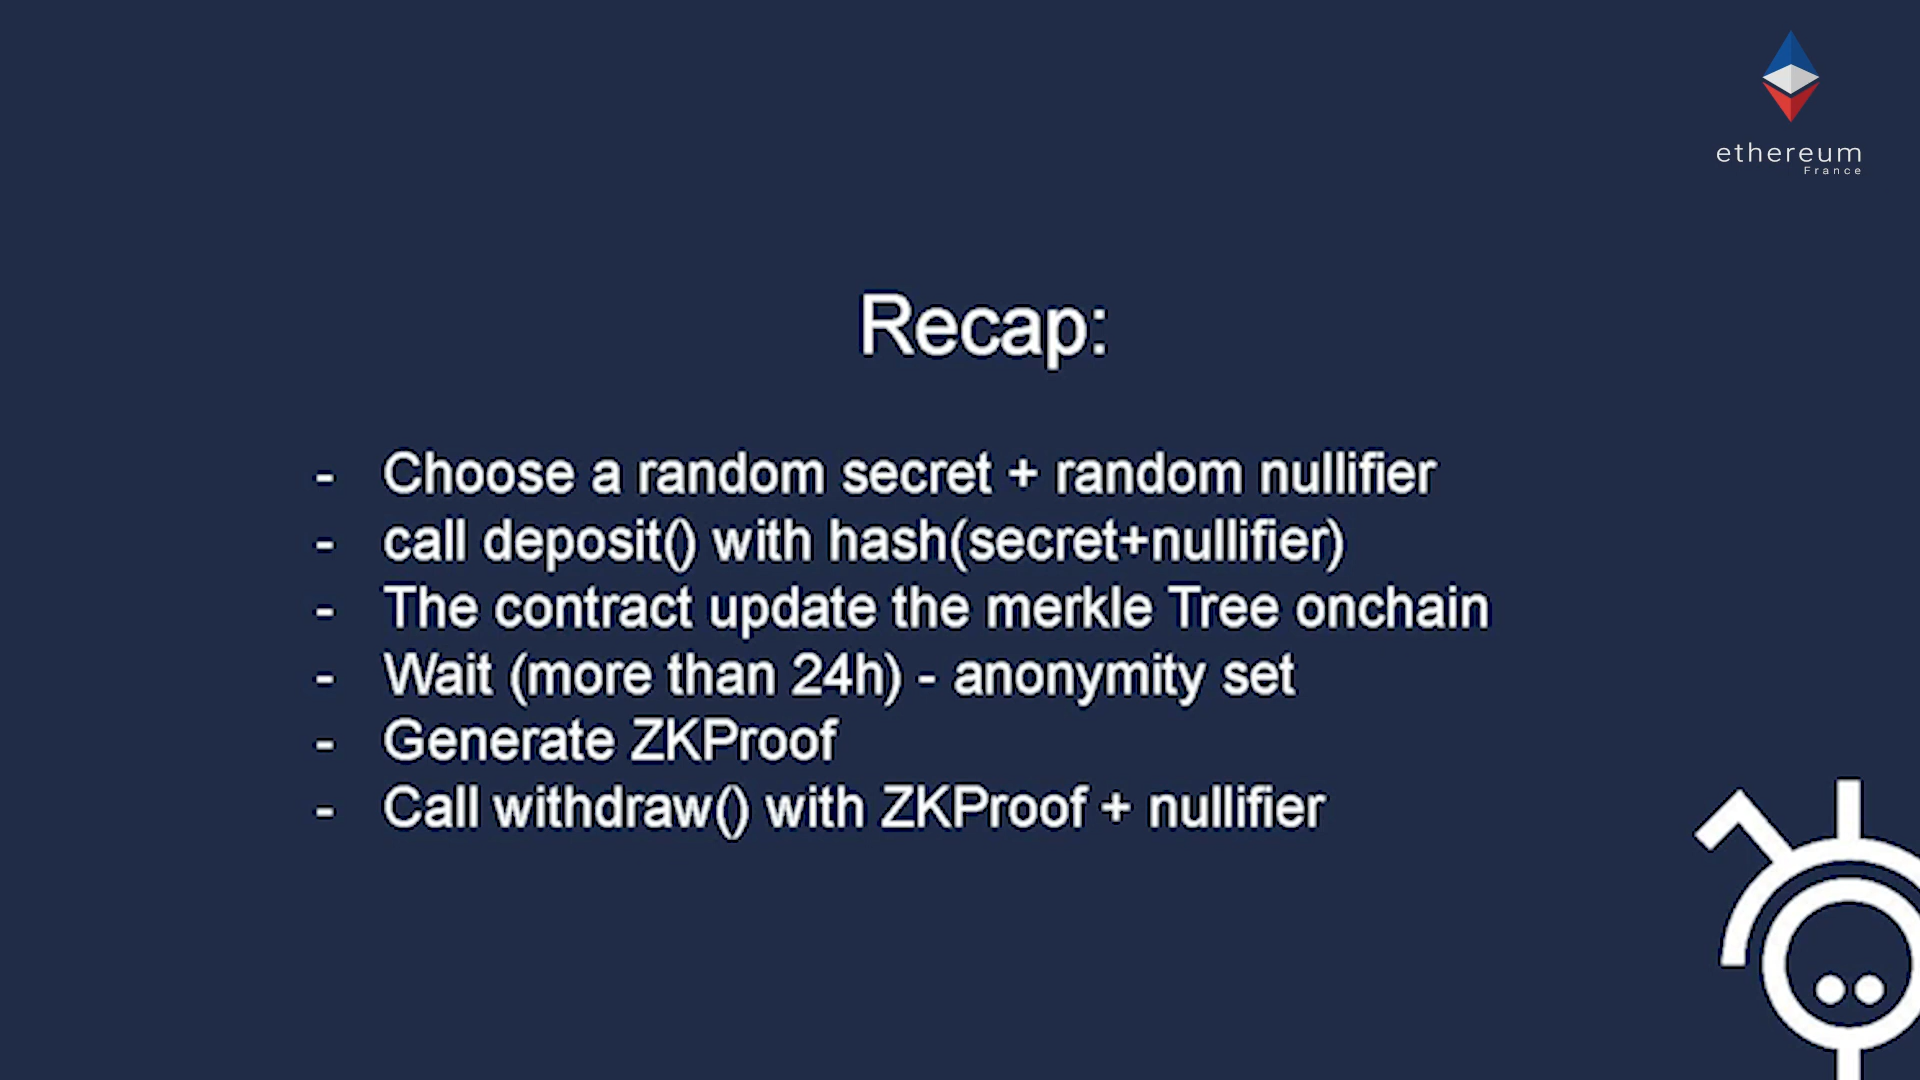 ethereum
France
Recap:
- Choose a random secret + random nullifier
- call deposit() with hash(secret+nullifier)
- The contract update the merkle Tree onchain
- Wait (more than 24h) - anonymity set
- Generate ZKProof
- Call withdraw() with ZKProof + nullifier